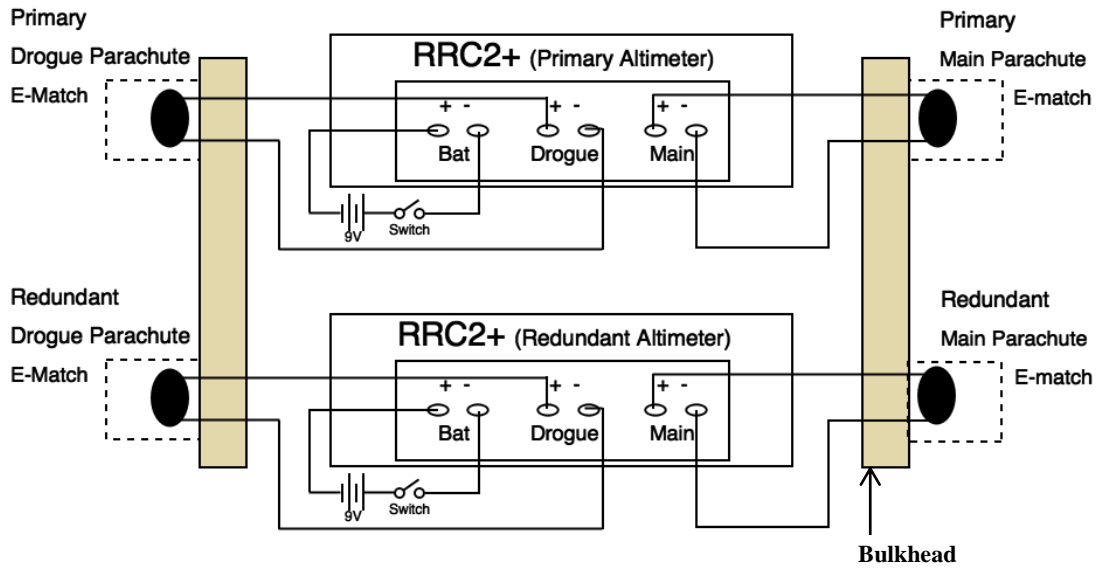 Primary
Drogue Parachute
E-Match
RRC2+ (Primary Altimeter)
+ - + - + -
Bat Drogue Main
9V Switch
Primary
Main Parachute
E-match
Redundant
Drogue Parachute
E-Match
RRC2+ (Redundant Altimeter)
+ - + - + -
Bat Drogue Main
9V Switch
Redundant
Main Parachute
E-match
Bulkhead